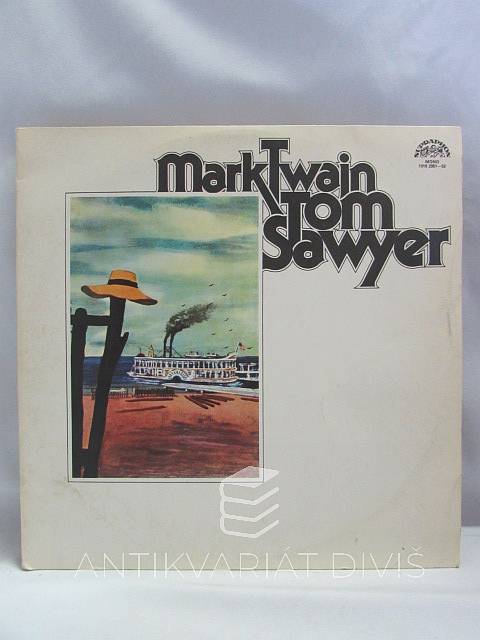 SUPRAPHON
MONO
Mark Twain
Tom
Sawyer
ANTIKVARIÁT DIVIŠ